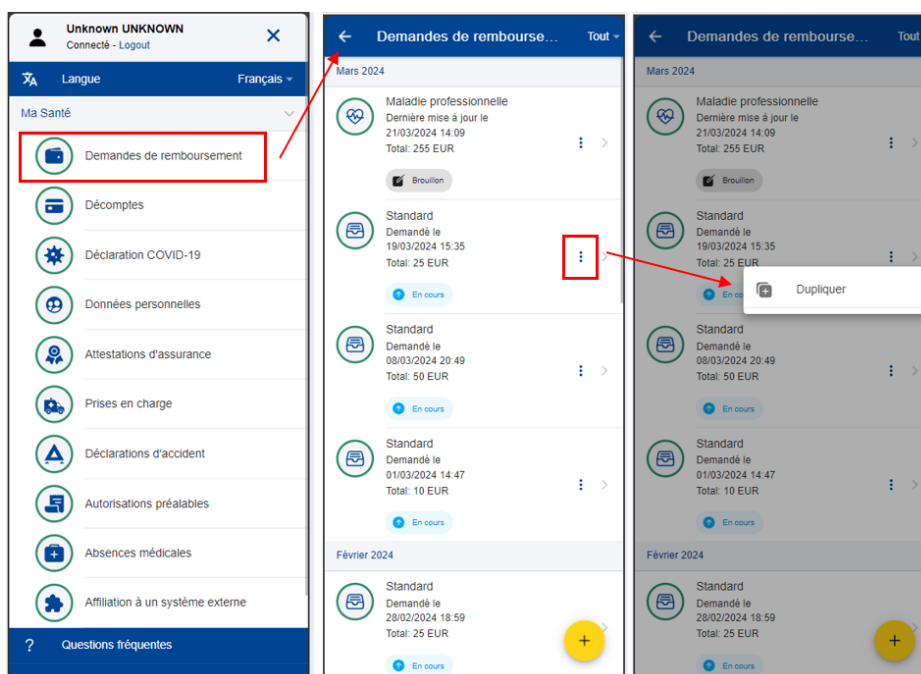 Unknown UNKNOWN
Connecté - Logout
Langue
Français
Ma Santé
Demandes de remboursement
Décomptes
Déclaration COVID-19
Données personnelles
Attestations d'assurance
Prises en charge
Déclarations d'accident
Autorisations préalables
Absences médicales
Affiliation à un système externe
? Questions fréquentes
Demandes de rembourse... Tout
Mars 2024
Maladie professionnelle
Dernière mise à jour le
21/03/2024 14:09
Total: 255 EUR
Brouillon
Standard
Demandé le
19/03/2024 15:35
Total: 25 EUR
En cours
Standard
Demandé le
08/03/2024 20:49
Total: 50 EUR
En cours
Standard
Demandé le
01/03/2024 14:47
Total: 10 EUR
En cours
Février 2024
Standard
Demandé le
28/02/2024 18:59
Total: 25 EUR
+
En cours
Demandes de rembourse... Tout
Mars 2024
Maladie professionnelle
Dernière mise à jour le
21/03/2024 14:09
Total: 255 EUR
Brouillon
Standard
Demandé le
19/03/2024 15:35
Total: 25 EUR
En co
Dupliquer
Standard
Demandé le
08/03/2024 20:49
Total: 50 EUR
En cours
Standard
Demandé le
01/03/2024 14:47
Total: 10 EUR
En cours
Février 2024
Standard
Demandé le
28/02/2024 18:59
Total: 25 EUR
+
En cours